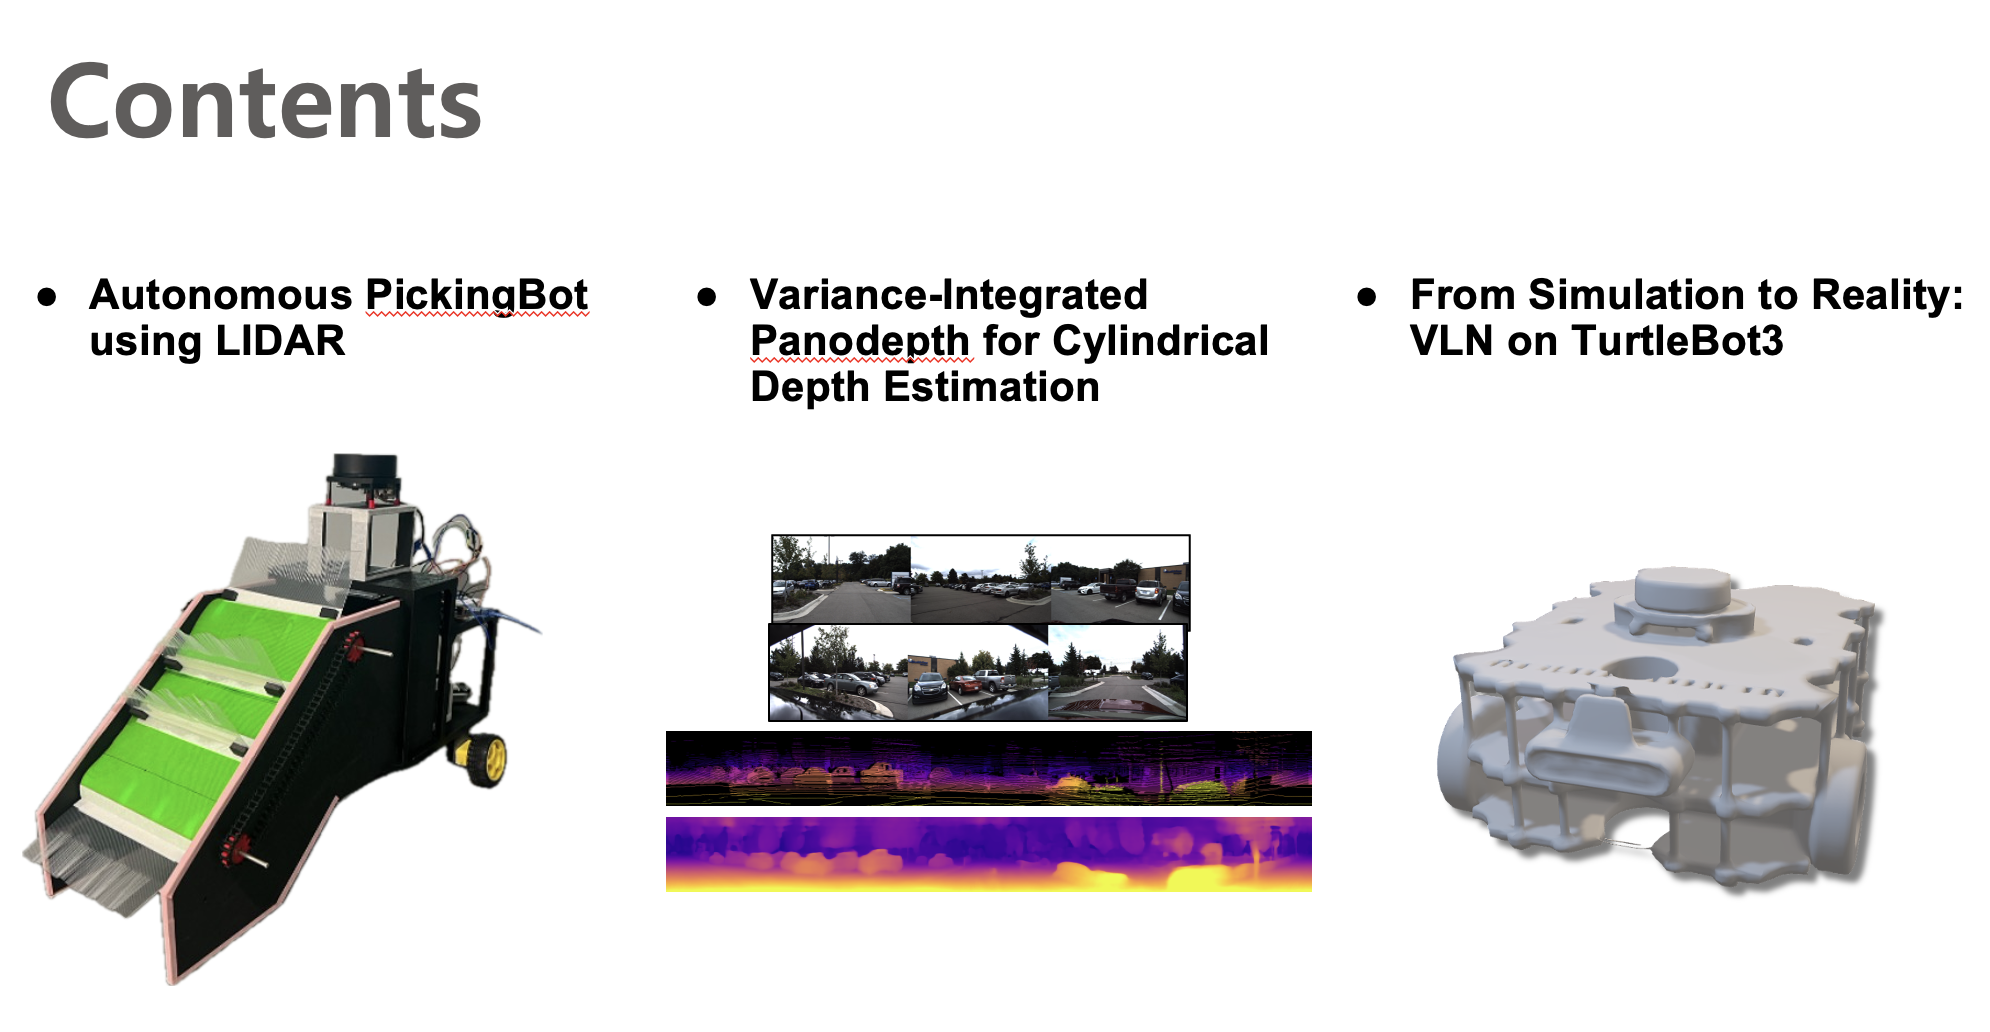 Contents
● Autonomous PickingBot
using LIDAR
● Variance-Integrated
Panodepth for Cylindrical
Depth Estimation
● From Simulation to Reality:
VLN on TurtleBot3